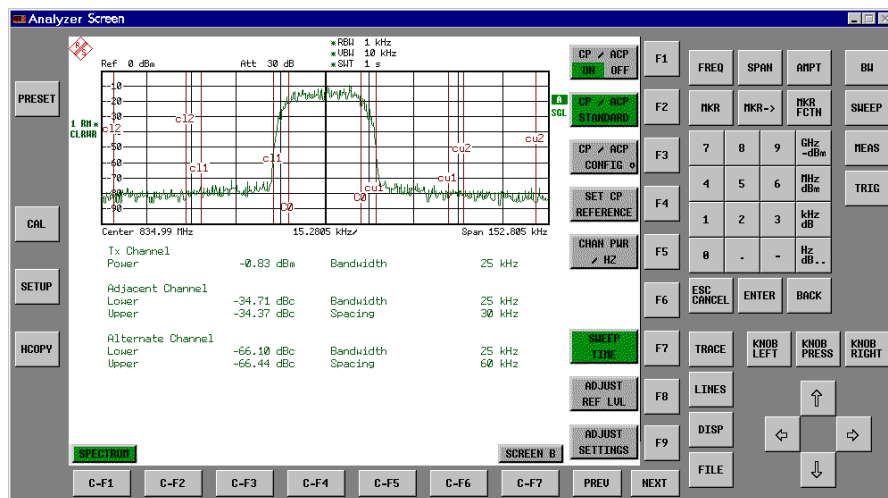 Analyzer Screen
*RBW 1 kHz
*VBW 10 kHz
Ref 0 dBm Att 30 dB *SWT 1 s
-10
-20
-30
-40
-50
-60
-70
-80
-90
1 RM*
CLRWR
A
SGL
cl2
cl2
cl1
cl1
C0
C0
cu1
cu1
cu2
cu2
Center 834.99 MHz 15.2805 kHz/ Span 152.805 kHz
Tx Channel
Power -0.83 dBm Bandwidth 25 kHz
Adjacent Channel
Lower -34.71 dBc Bandwidth 25 kHz
Upper -34.37 dBc Spacing 30 kHz
Alternate Channel
Lower -66.10 dBc Bandwidth 25 kHz
Upper -66.44 dBc Spacing 60 kHz
SPECTRUM SCREEN B
PRESET
CAL
SETUP
HCOPY
CP / ACP
ON OFF
CP / ACP
STANDARD
CP / ACP
CONFIG
SET CP
REFERENCE
CHAN PWR
/ HZ
SWEEP
TIME
ADJUST
REF LVL
ADJUST
SETTINGS
F1
F2
F3
F4
F5
F6
F7
F8
F9
FREQ SPAN AMPT BW
MKR MKR-> MKR
FCTN SWEEP
7 8 9 GHz
-dBm MEAS
4 5 6 MHz
dBm TRIG
1 2 3 kHz
dB
0 . - Hz
dB..
ESC
CANCEL ENTER BACK
TRACE KNOB
LEFT KNOB
PRESS KNOB
RIGHT
LINES
DISP
FILE
C-F1 C-F2 C-F3 C-F4 C-F5 C-F6 C-F7 PREV NEXT